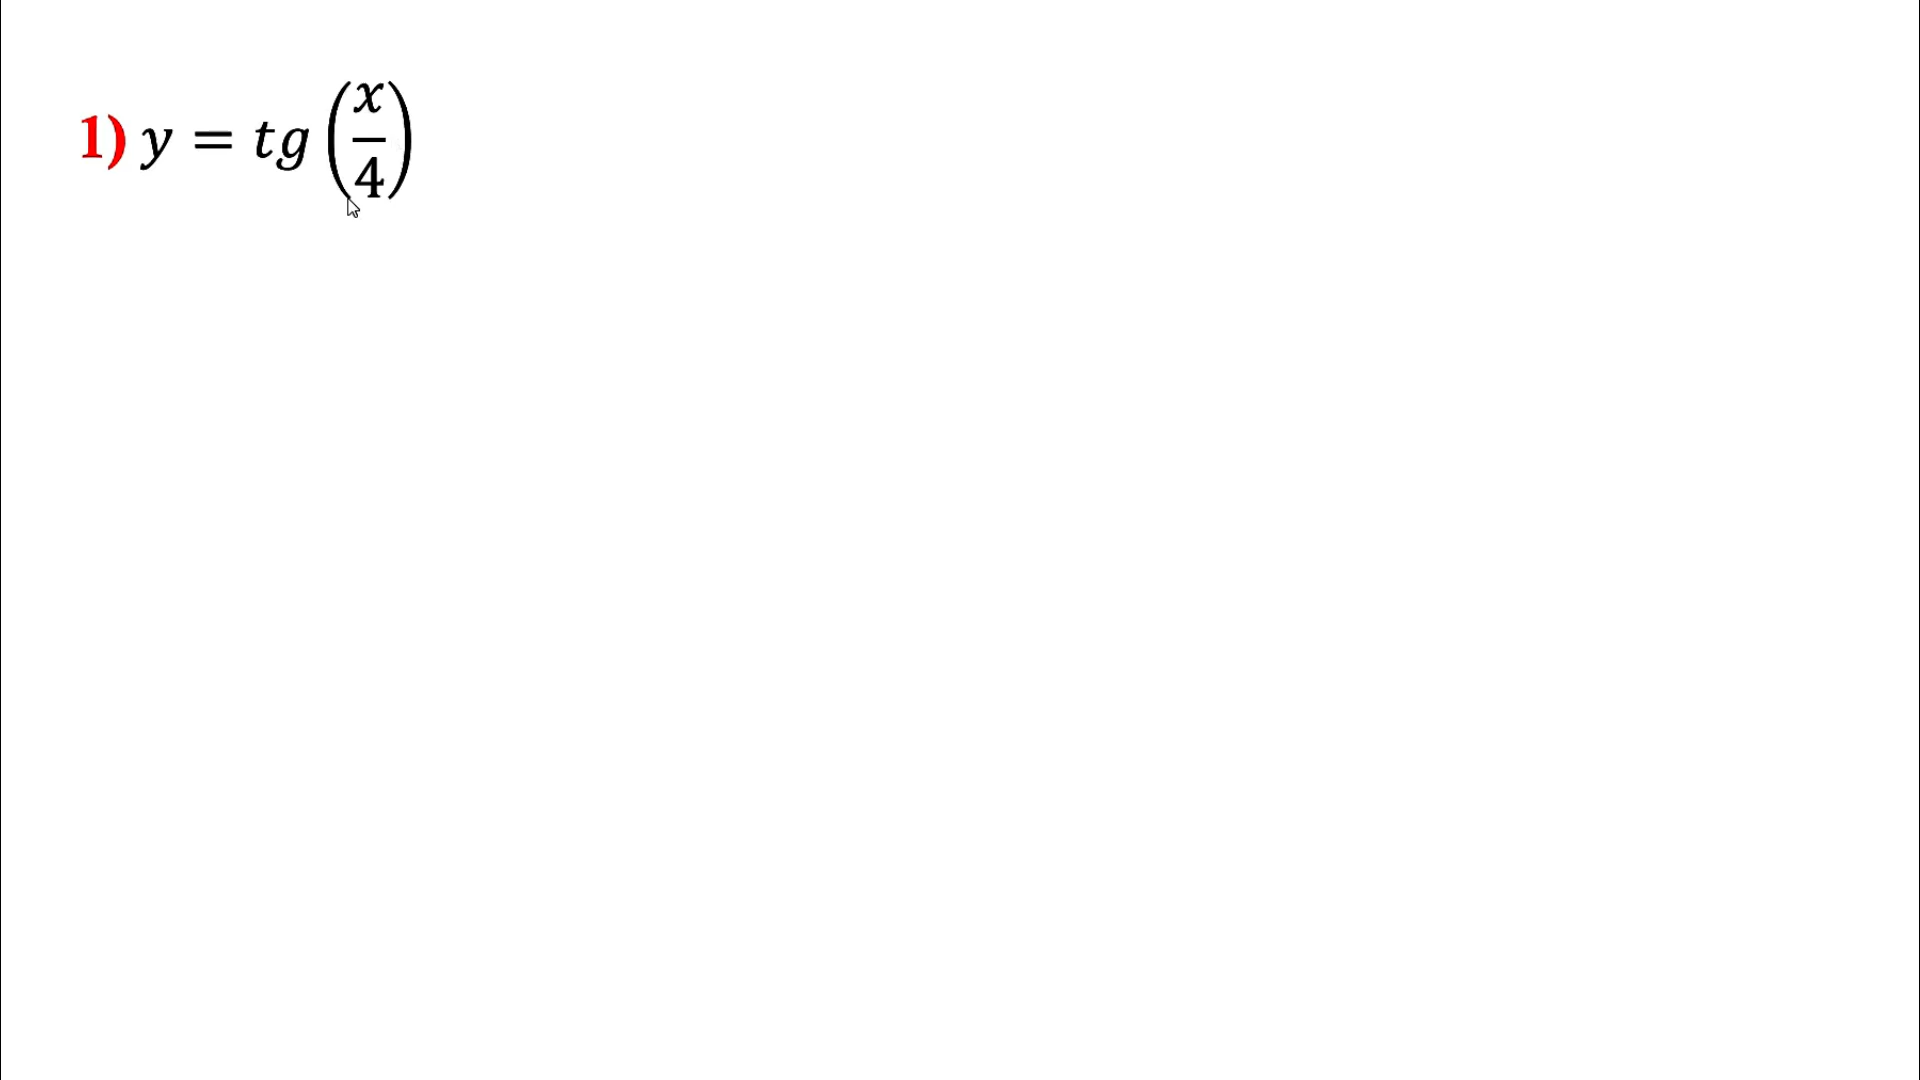 1) y = tg (x/4)